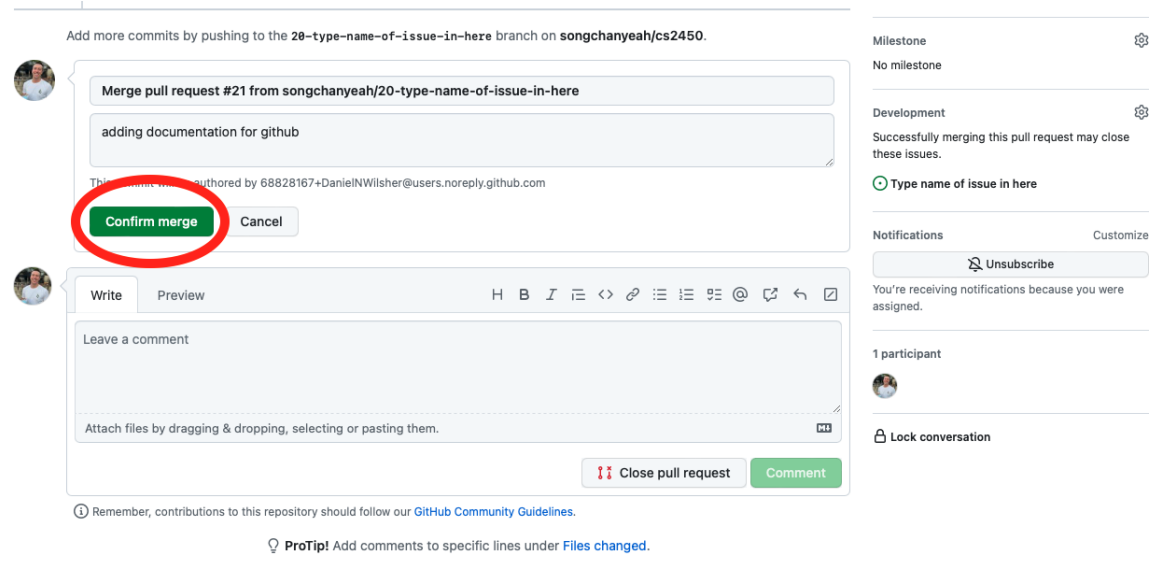 Add more commits by pushing to the 20-type-name-of-issue-in-here branch on songchanyeah/cs2450.
Merge pull request #21 from songchanyeah/20-type-name-of-issue-in-here
adding documentation for github
This commit will authored by 68828167+DanielNWilsher@users.noreply.github.com
Confirm merge
Cancel
Write
Preview
Leave a comment
Attach files by dragging & dropping, selecting or pasting them.
Close pull request
Comment
Remember, contributions to this repository should follow our GitHub Community Guidelines.
ProTip! Add comments to specific lines under Files changed.
Milestone
No milestone
Development
Successfully merging this pull request may close
these issues.
Type name of issue in here
Notifications
Customize
Unsubscribe
You're receiving notifications because you were
assigned.
1 participant
Lock conversation